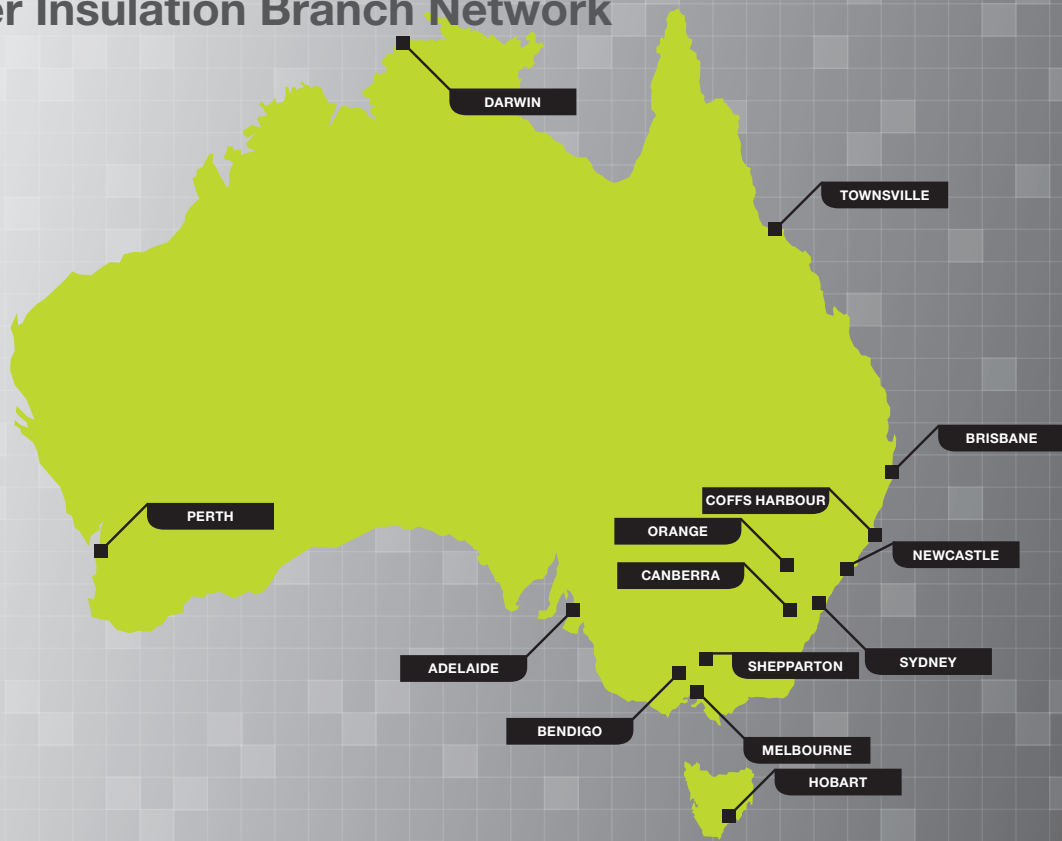 Insulation Branch Network
DARWIN
TOWNSVILLE
BRISBANE
COFFS HARBOUR
PERTH
ORANGE
NEWCASTLE
CANBERRA
ADELAIDE
SHEPPARTON
SYDNEY
BENDIGO
MELBOURNE
HOBART